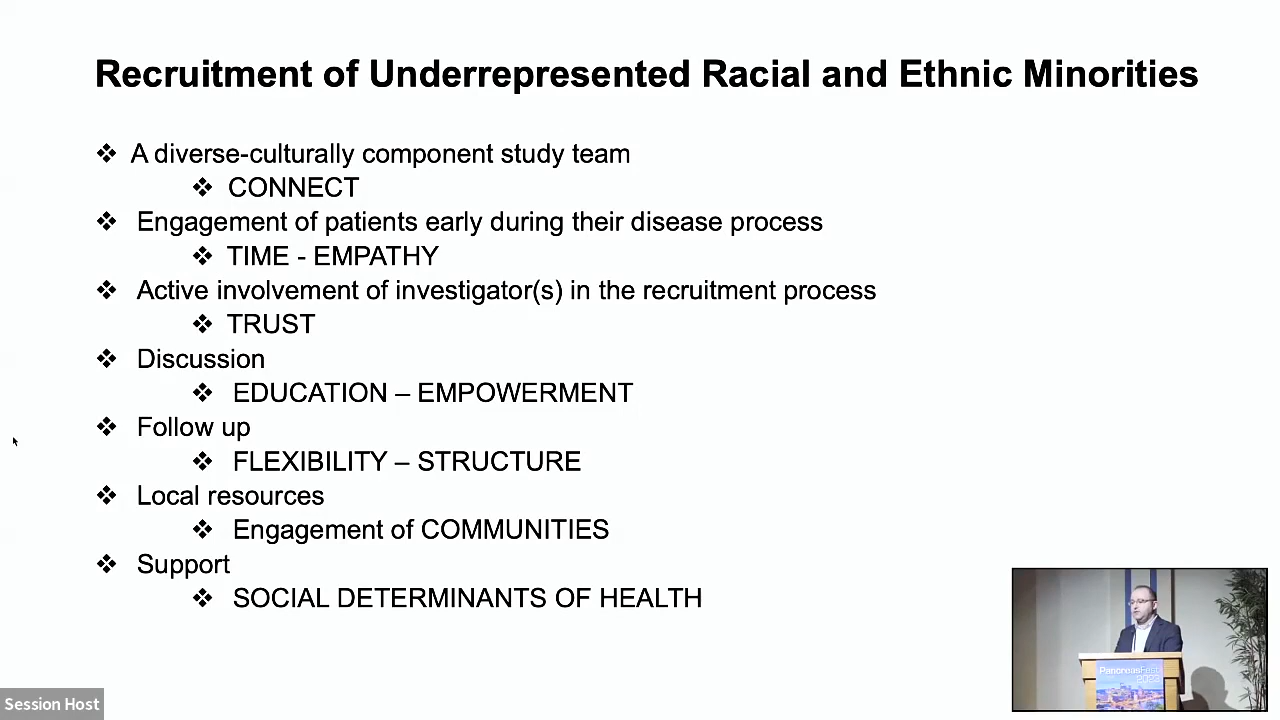 Recruitment of Underrepresented Racial and Ethnic Minorities
❖ A diverse-culturally component study team
❖ CONNECT
❖ Engagement of patients early during their disease process
❖ TIME - EMPATHY
❖ Active involvement of investigator(s) in the recruitment process
❖ TRUST
❖ Discussion
❖ EDUCATION – EMPOWERMENT
❖ Follow up
❖ FLEXIBILITY – STRUCTURE
❖ Local resources
❖ Engagement of COMMUNITIES
❖ Support
❖ SOCIAL DETERMINANTS OF HEALTH
PancreasFest
Session Host